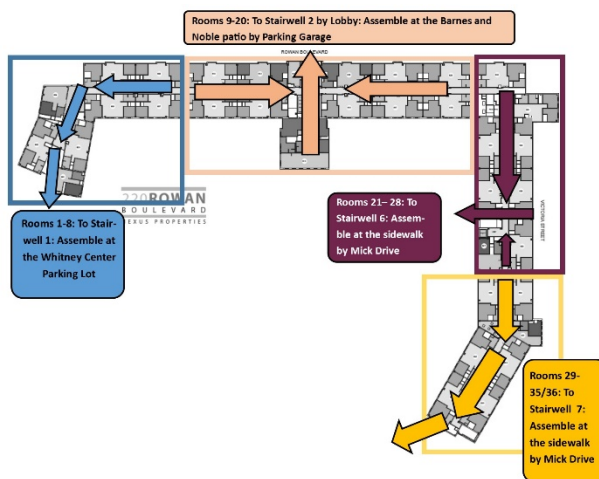 Rooms 9-20: To Stairwell 2 by Lobby: Assemble at the Barnes and
Noble patio by Parking Garage
ROWAN BOULEVARD
220ROWAN
BOULEVARD
NEXUS PROPERTIES
Rooms 1-8: To Stair-
well 1: Assemble at
the Whitney Center
Parking Lot
Rooms 21– 28: To
Stairwell 6: Assem-
ble at the sidewalk
by Mick Drive
VICTORIA STREET
Rooms 29-
35/36: To
Stairwell 7:
Assemble at
the sidewalk
by Mick Drive